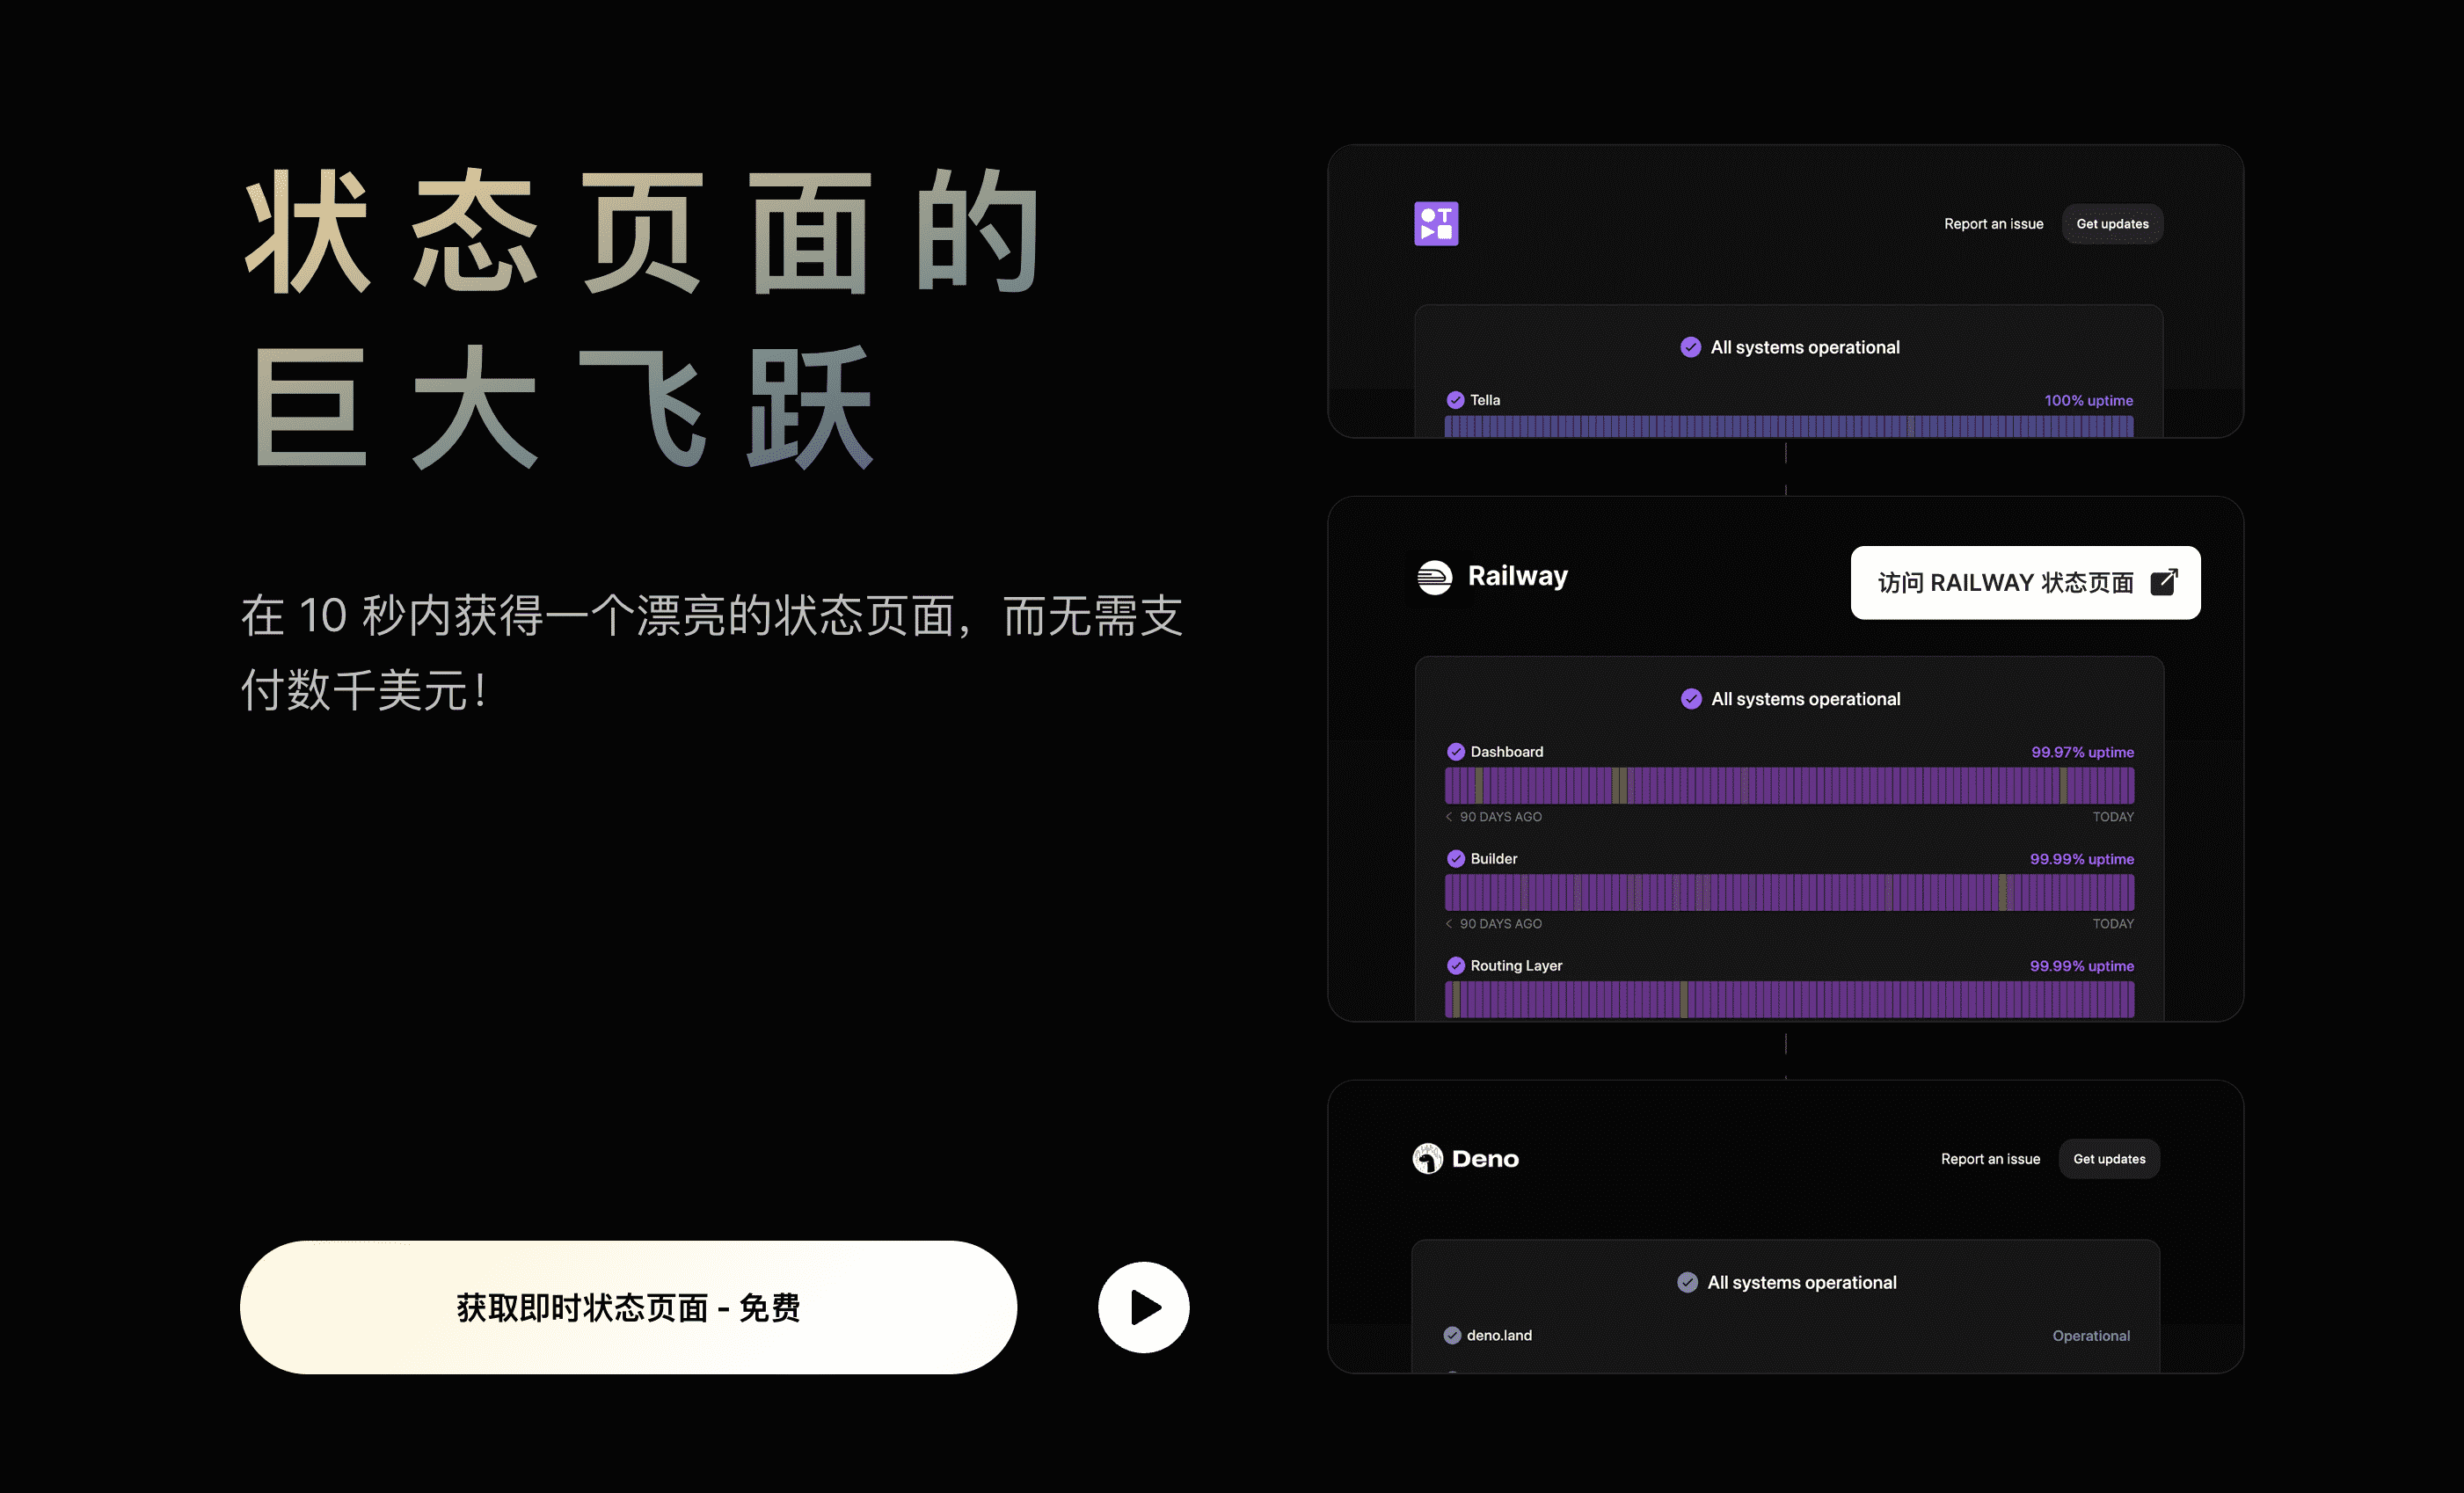 状态页面的
巨大飞跃
在 10 秒内获得一个漂亮的状态页面，而无需支
付数千美元！
获取即时状态页面 - 免费
Report an issue
Get updates
All systems operational
Tella
100% uptime
Railway
访问 RAILWAY 状态页面
All systems operational
Dashboard
99.97% uptime
90 DAYS AGO
TODAY
Builder
99.99% uptime
90 DAYS AGO
TODAY
Routing Layer
99.99% uptime
Deno
Report an issue
Get updates
All systems operational
deno.land
Operational